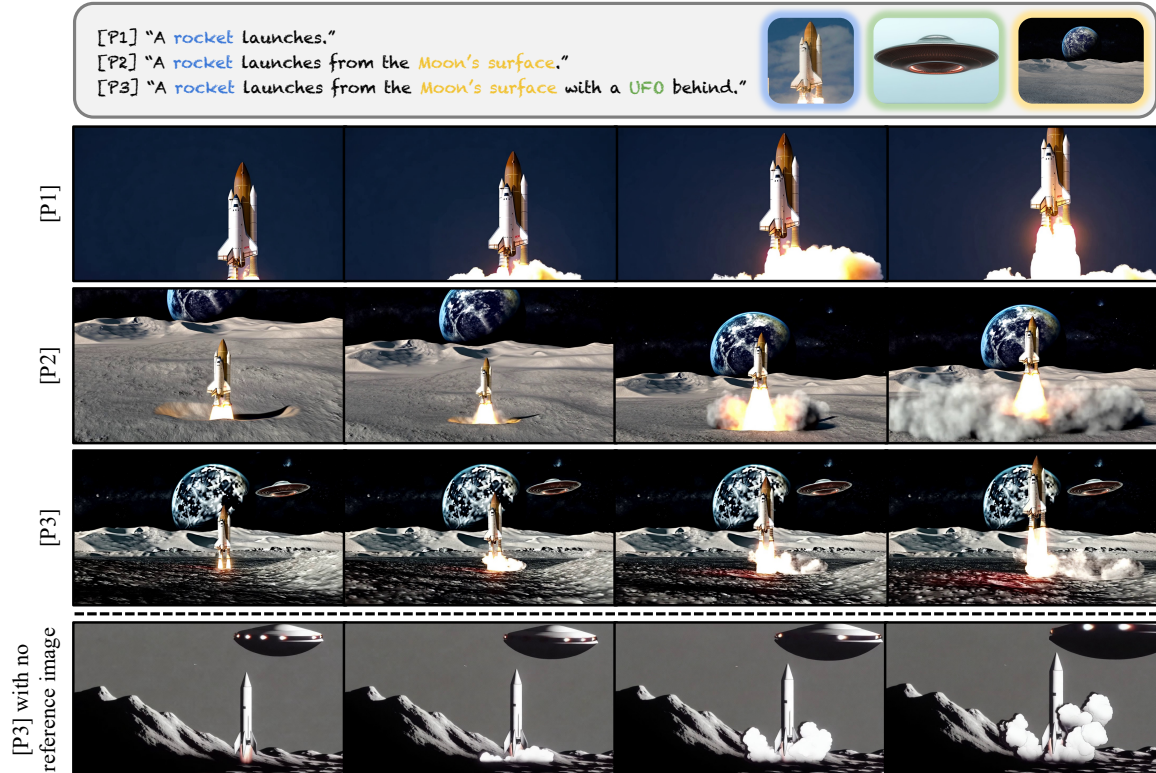 [P1] “A rocket launches.”
[P2] “A rocket launches from the Moon’s surface.”
[P3] “A rocket launches from the Moon’s surface with a UFO behind.”
[P1]
[P2]
[P3]
[P3] with no
reference image